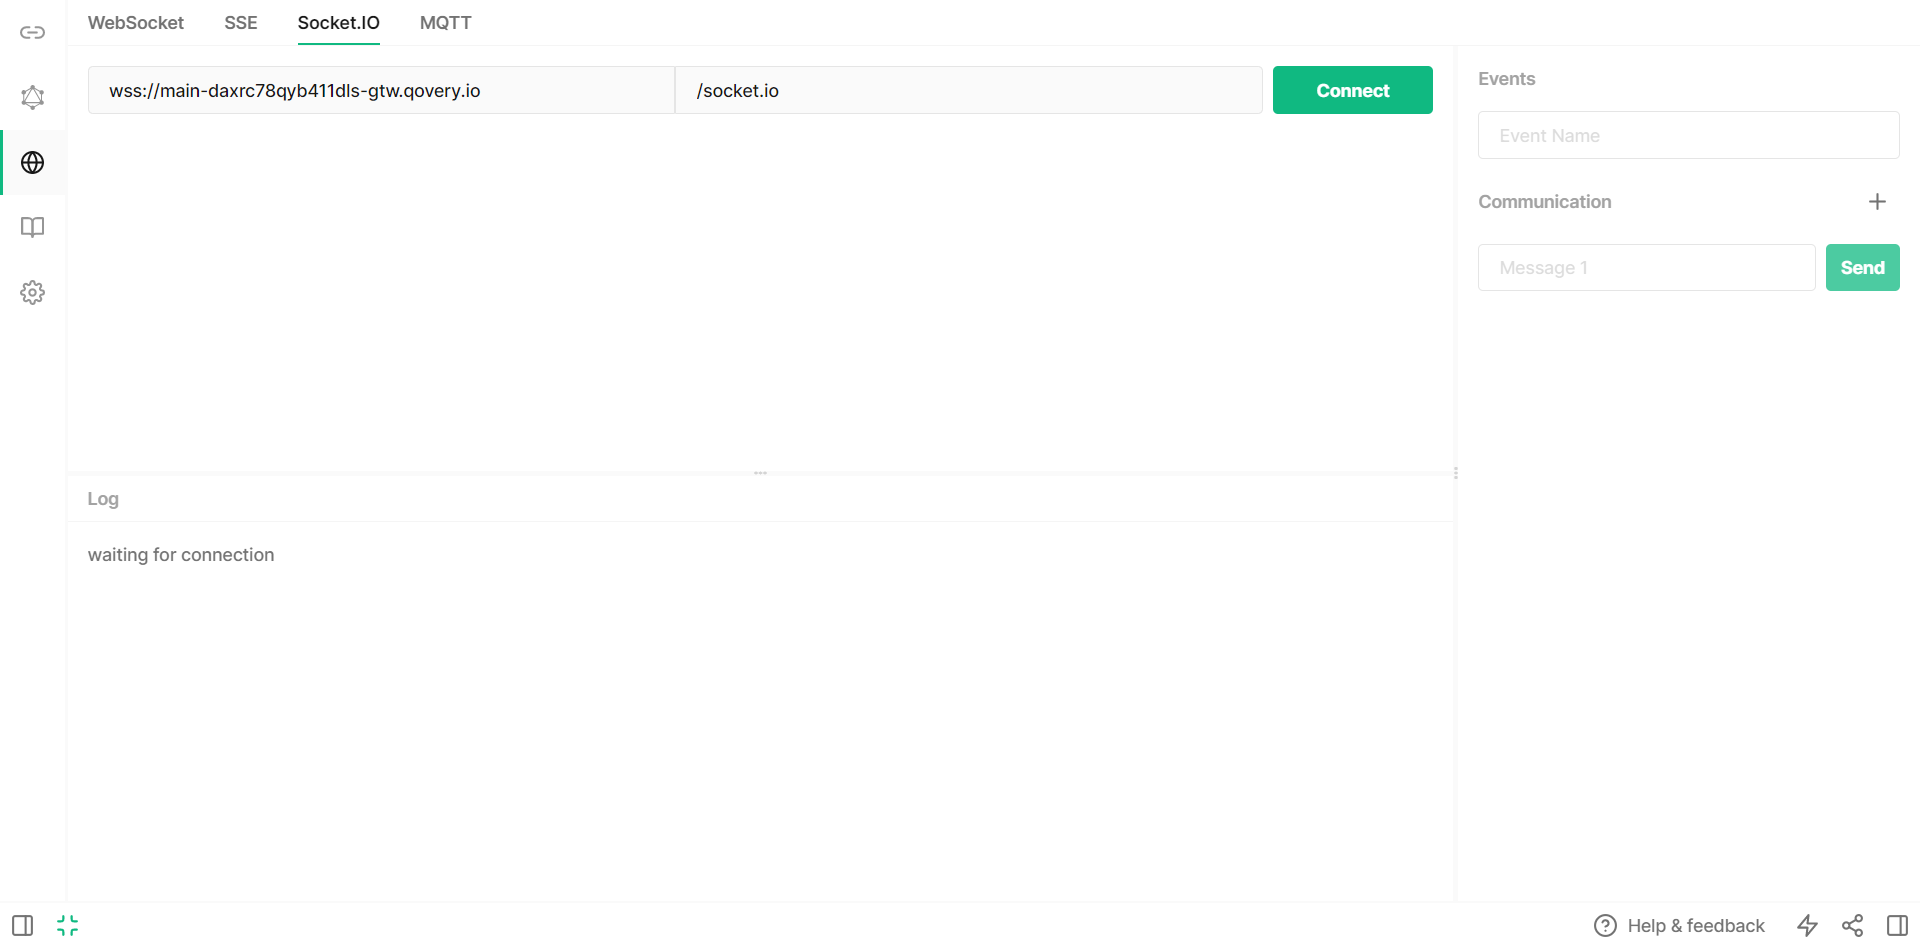 WebSocket SSE Socket.IO MQTT
wss://main-daxrc78qyb411dls-gtw.qovery.io /socket.io Connect
Events
Event Name
Communication
Message 1 Send
Log
waiting for connection
Help & feedback